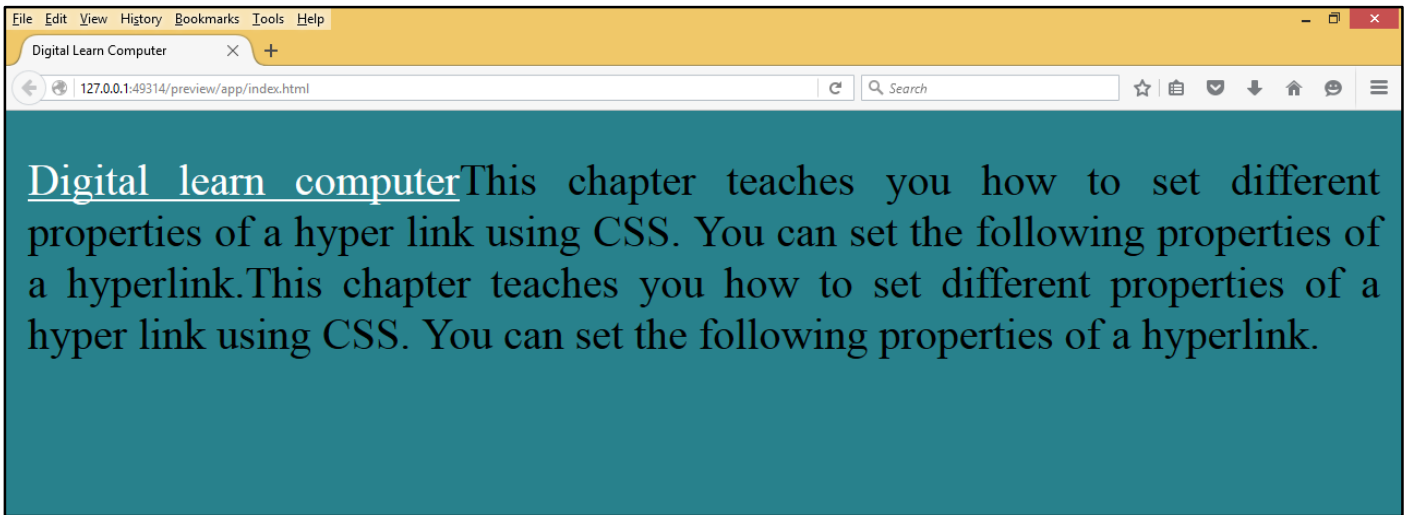 File Edit View History Bookmarks Tools Help
Digital Learn Computer
127.0.0.1:49314/preview/app/index.html
Search
Digital learn computerThis chapter teaches you how to set different
properties of a hyper link using CSS. You can set the following properties of
a hyperlink.This chapter teaches you how to set different properties of a
hyper link using CSS. You can set the following properties of a hyperlink.